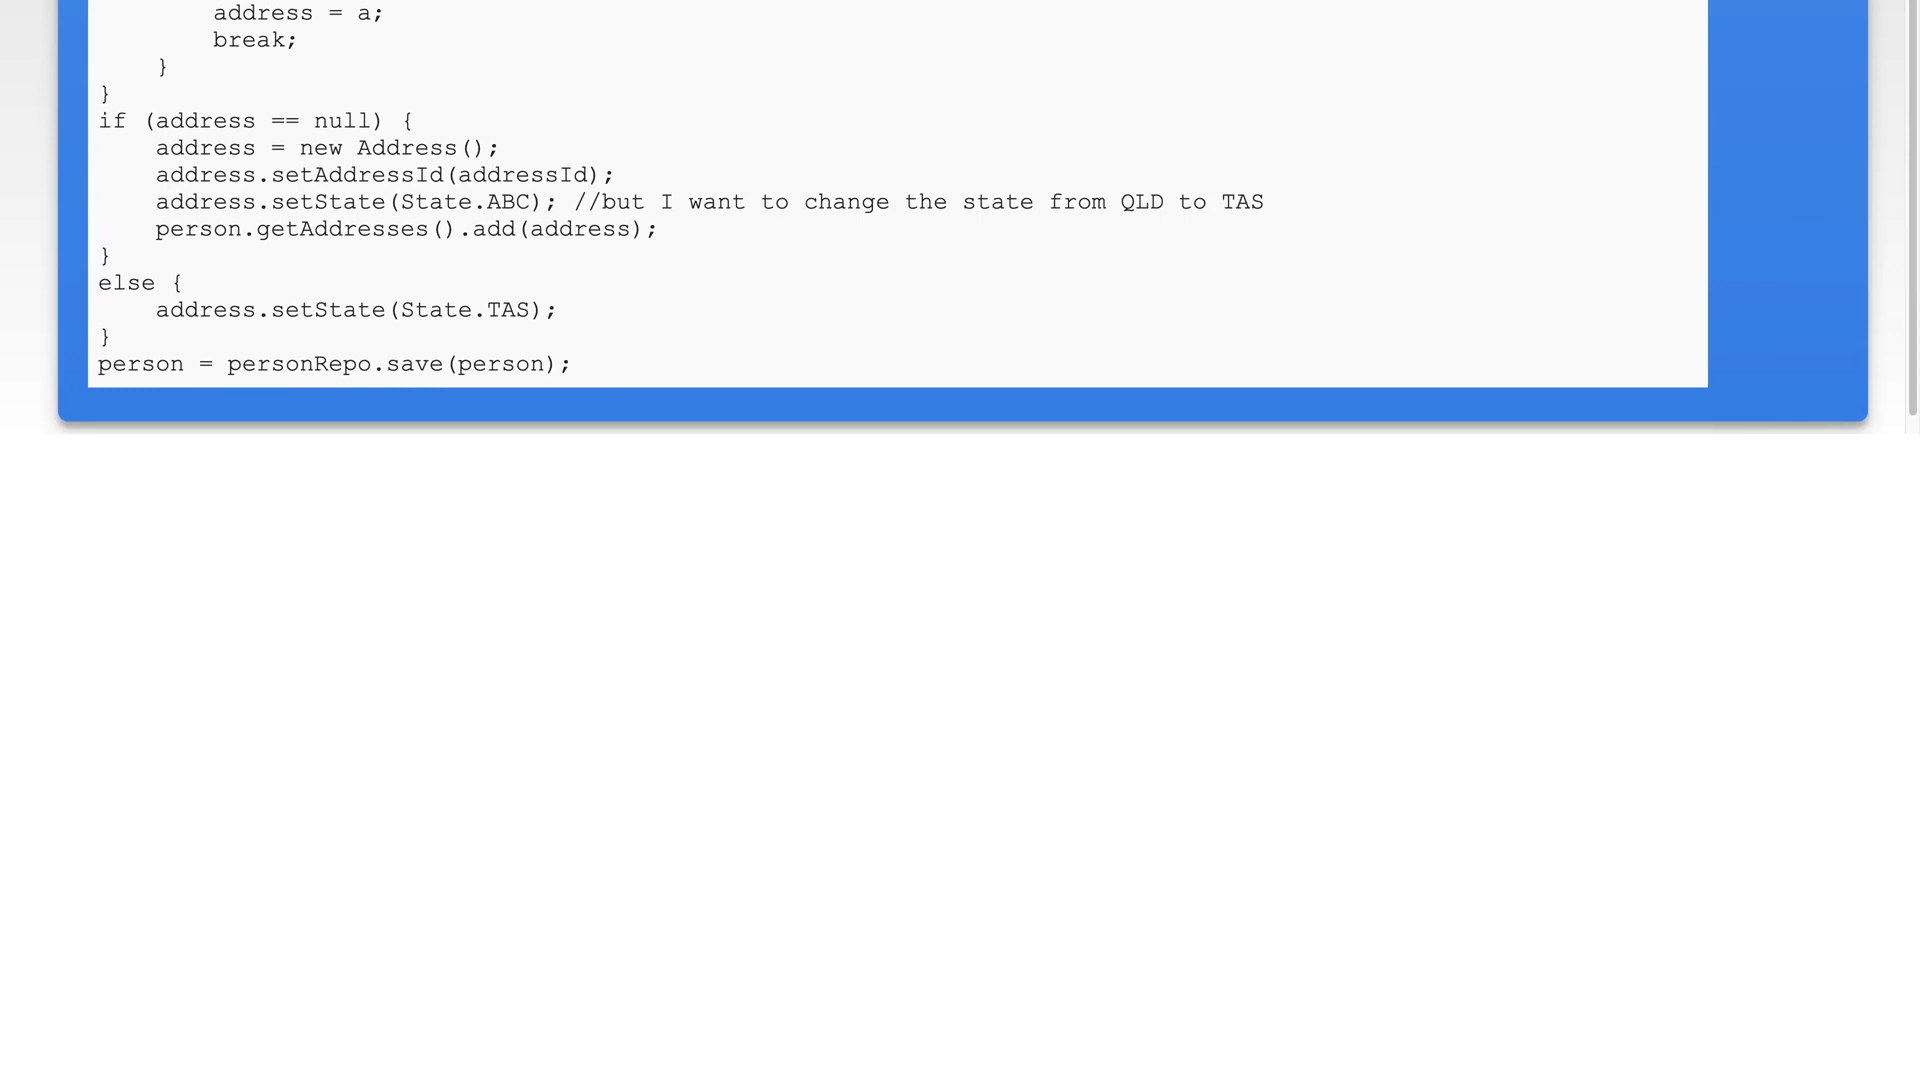 address = a;
break;
}
}
if (address == null) {
address = new Address();
address.setAddressId(addressId);
address.setState(State.ABC); //but I want to change the state from QLD to TAS
person.getAddresses().add(address);
}
else {
address.setState(State.TAS);
}
person = personRepo.save(person);